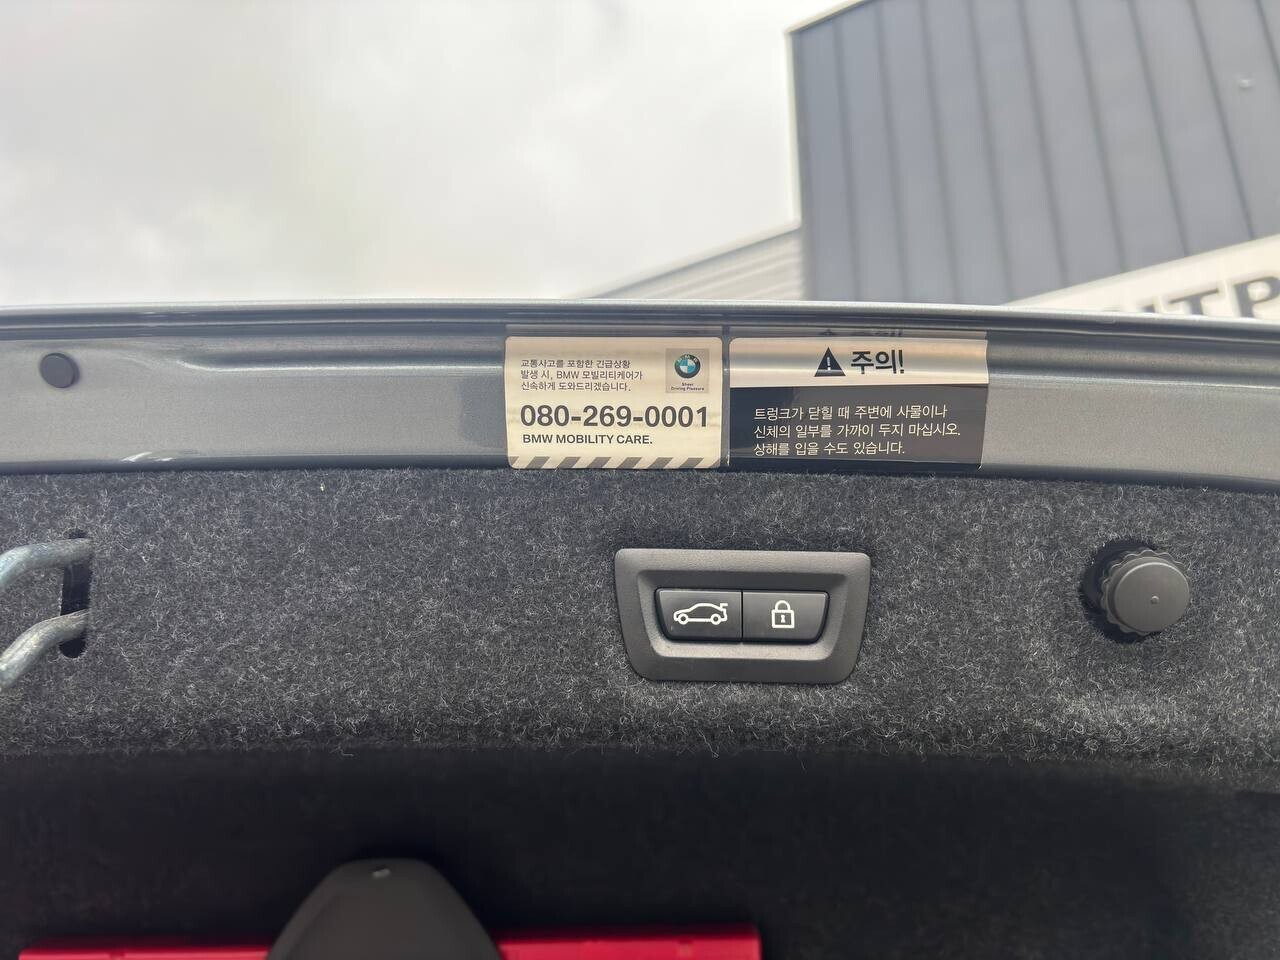 교통사고를 포함한 긴급상황
발생 시, BMW 모빌리티케어가
신속하게 도와드리겠습니다.
BMW
Sheer
Driving Pleasure
080-269-0001
BMW MOBILITY CARE.
주의!
트렁크가 닫힐 때 주변에 사물이나
신체의 일부를 가까이 두지 마십시오.
상해를 입을 수도 있습니다.